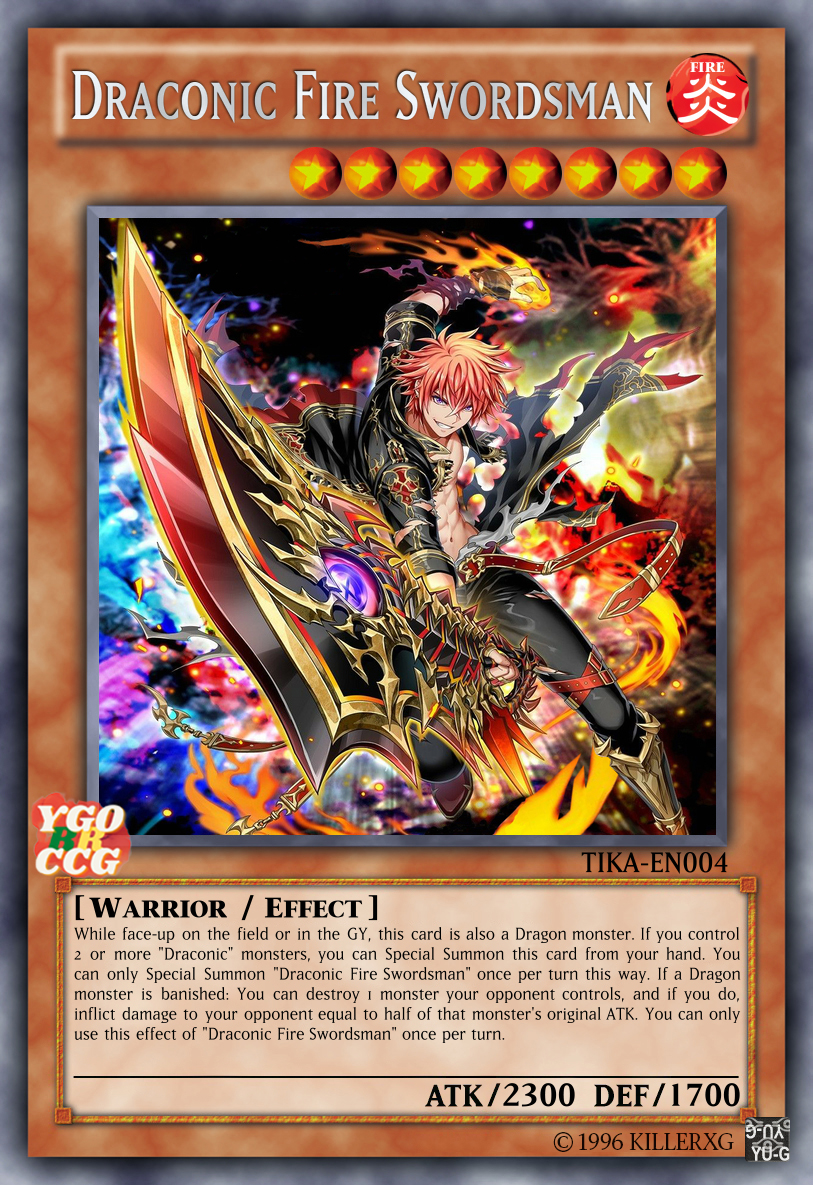 DRACONIC FIRE SWORDSMAN
FIRE
炎
TIKA-EN004
YGO
BR
CCG
[ WARRIOR / EFFECT ]
While face-up on the field or in the GY, this card is also a Dragon monster. If you control
2 or more "Draconic" monsters, you can Special Summon this card from your hand. You
can only Special Summon "Draconic Fire Swordsman" once per turn this way. If a Dragon
monster is banished: You can destroy 1 monster your opponent controls, and if you do,
inflict damage to your opponent equal to half of that monster's original ATK. You can only
use this effect of "Draconic Fire Swordsman" once per turn.
ATK/2300 DEF/1700
© 1996 KILLERXG
YU-G
YU-G